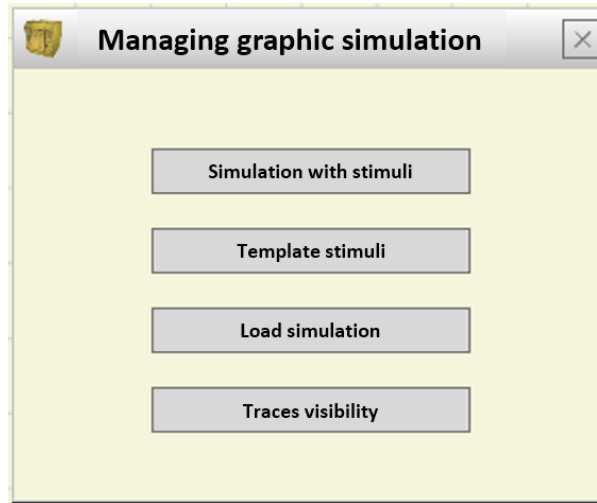 Managing graphic simulation
Simulation with stimuli
Template stimuli
Load simulation
Traces visibility